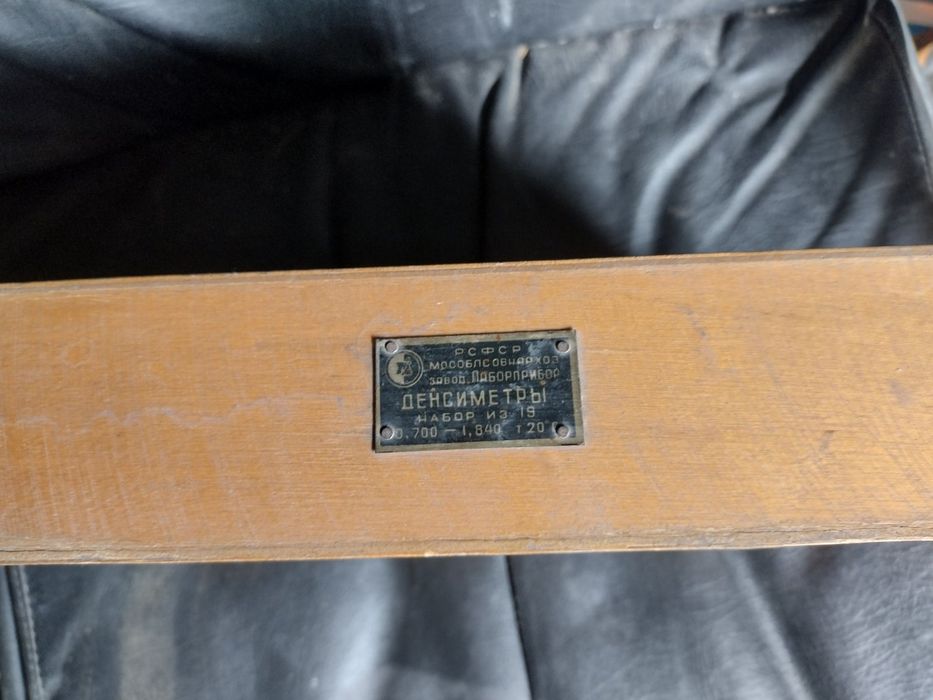 РСФСР
МОСОБЛСОВНАРХОЗ
ЗАВОД „ЛАБОРПРИБОР
ДЕНСИМЕТРЫ
НАБОР ИЗ 19
0,700 — 1,840 т 20